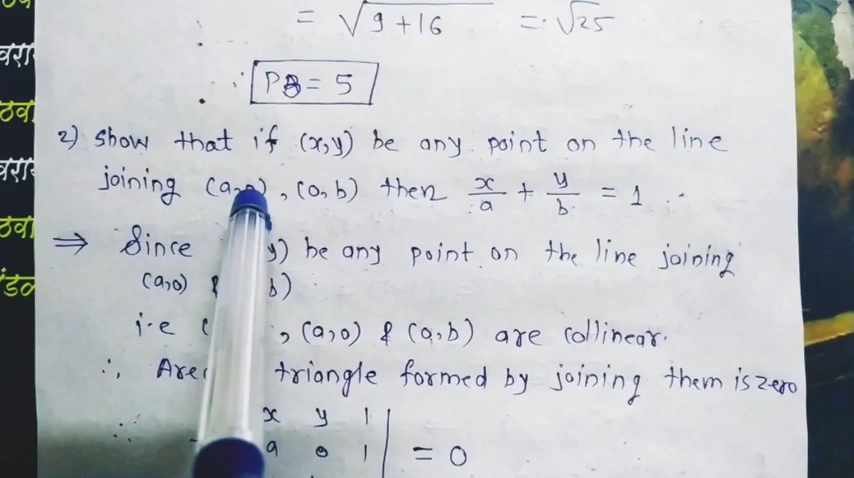 = √9+16 = √25
∴ PB = 5
2) Show that if (x,y) be any point on the line
joining (a,0), (0,b) then x/a + y/b = 1.
⇒ Since y) be any point on the line joining
(a,0) b)
i.e ( , (a,0) & (0,b) are collinear.
∴ Are triangle formed by joining them is zero
∴ x y 1
a 0 1 = 0